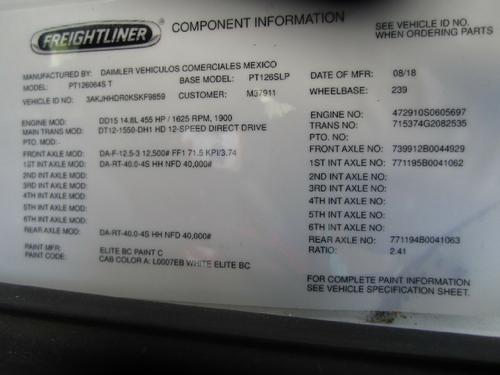 FREIGHTLINER COMPONENT INFORMATION SEE VEHICLE ID NO. WHEN ORDERING PARTS
MANUFACTURED BY: DAIMLER VEHICULOS COMERCIALES MEXICO
MODEL: PT126064S T BASE MODEL: PT126SLP DATE OF MFR: 08/18
VEHICLE ID NO: 3AKJHHDR0KSKF9859 CUSTOMER: M37911 WHEELBASE: 239
ENGINE MOD: DD15 14.8L 455 HP / 1625 RPM, 1900 ENGINE NO: 472910S0605697
MAIN TRANS MOD: DT12-1550-DH1 HD 12-SPEED DIRECT DRIVE TRANS NO: 715374G2082535
PTO. MOD:- PTO NO:
FRONT AXLE MOD: DA-F-12.5-3 12,500# FF1 71.5 KPI/3.74 FRONT AXLE NO: 739912B0044929
1ST INT AXLE MOD: DA-RT-40.0-4S HH NFD 40,000# 1ST INT AXLE NO: 771195B0041062
2ND INT AXLE MOD: 2ND INT AXLE NO:
3RD INT AXLE MOD: 3RD INT AXLE NO:
4TH INT AXLE MOD: 4TH INT AXLE NO:
5TH INT AXLE MOD: 5TH INT AXLE NO:
6TH INT AXLE MOD: 6TH INT AXLE NO:
REAR AXLE MOD: DA-RT-40.0-4S HH NFD 40,000# REAR AXLE NO: 771194B0041063
PAINT MFR: ELITE BC PAINT C RATIO: 2.41
PAINT CODE: CAB COLOR A: L0007EB WHITE ELITE BC
FOR COMPLETE PAINT INFORMATION
SEE VEHICLE SPECIFICATION SHEET.